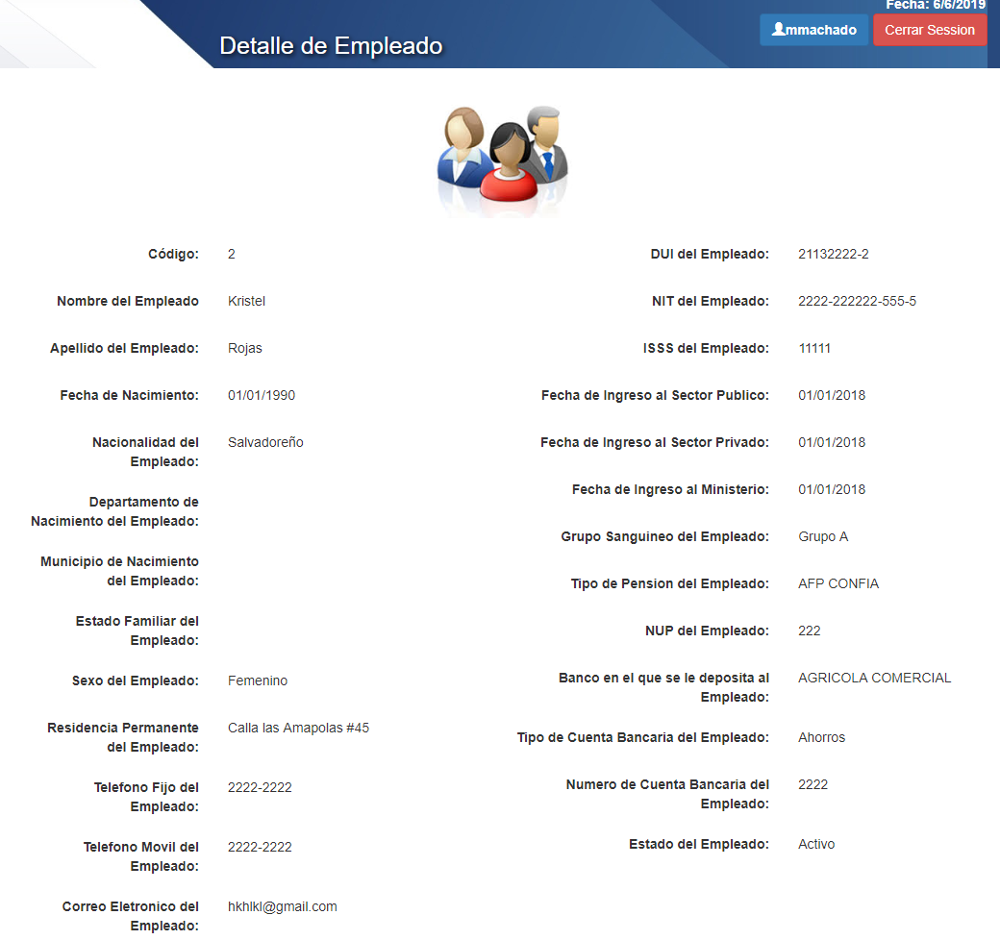 Fecha: 6/6/2019
mmachado
Cerrar Session
Detalle de Empleado
Código: 2
Nombre del Empleado Kristel
Apellido del Empleado: Rojas
Fecha de Nacimiento: 01/01/1990
Nacionalidad del Salvadoreño
Empleado:
Departamento de
Nacimiento del Empleado:
Municipio de Nacimiento
del Empleado:
Estado Familiar del
Empleado:
Sexo del Empleado: Femenino
Residencia Permanente Calla las Amapolas #45
del Empleado:
Telefono Fijo del 2222-2222
Empleado:
Telefono Movil del 2222-2222
Empleado:
Correo Eletronico del hkhlkl@gmail.com
Empleado:
DUI del Empleado: 21132222-2
NIT del Empleado: 2222-222222-555-5
ISSS del Empleado: 11111
Fecha de Ingreso al Sector Publico: 01/01/2018
Fecha de Ingreso al Sector Privado: 01/01/2018
Fecha de Ingreso al Ministerio: 01/01/2018
Grupo Sanguineo del Empleado: Grupo A
Tipo de Pension del Empleado: AFP CONFIA
NUP del Empleado: 222
Banco en el que se le deposita al AGRICOLA COMERCIAL
Empleado:
Tipo de Cuenta Bancaria del Empleado: Ahorros
Numero de Cuenta Bancaria del 2222
Empleado:
Estado del Empleado: Activo